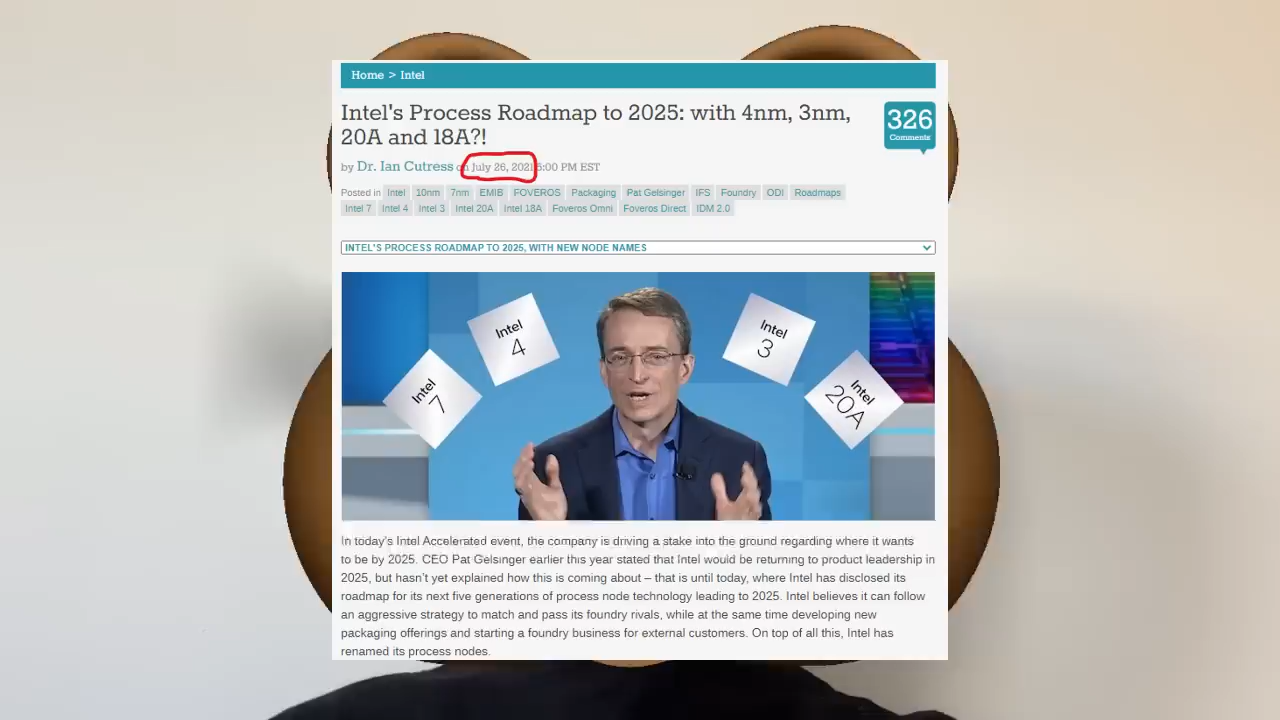 Home > Intel
Intel's Process Roadmap to 2025: with 4nm, 3nm,
20A and 18A?!
326
Comments
by Dr. Ian Cutress on July 26, 2021 5:00 PM EST
Posted in Intel 10nm 7nm EMIB FOVEROS Packaging Pat Gelsinger IFS Foundry ODI Roadmaps
Intel 7 Intel 4 Intel 3 Intel 20A Intel 18A Foveros Omni Foveros Direct IDM 2.0
INTEL'S PROCESS ROADMAP TO 2025, WITH NEW NODE NAMES
Intel
7
Intel
4
Intel
3
Intel
20A
In today's Intel Accelerated event, the company is driving a stake into the ground regarding where it wants
to be by 2025. CEO Pat Gelsinger earlier this year stated that Intel would be returning to product leadership in
2025, but hasn't yet explained how this is coming about – that is until today, where Intel has disclosed its
roadmap for its next five generations of process node technology leading to 2025. Intel believes it can follow
an aggressive strategy to match and pass its foundry rivals, while at the same time developing new
packaging offerings and starting a foundry business for external customers. On top of all this, Intel has
renamed its process nodes.